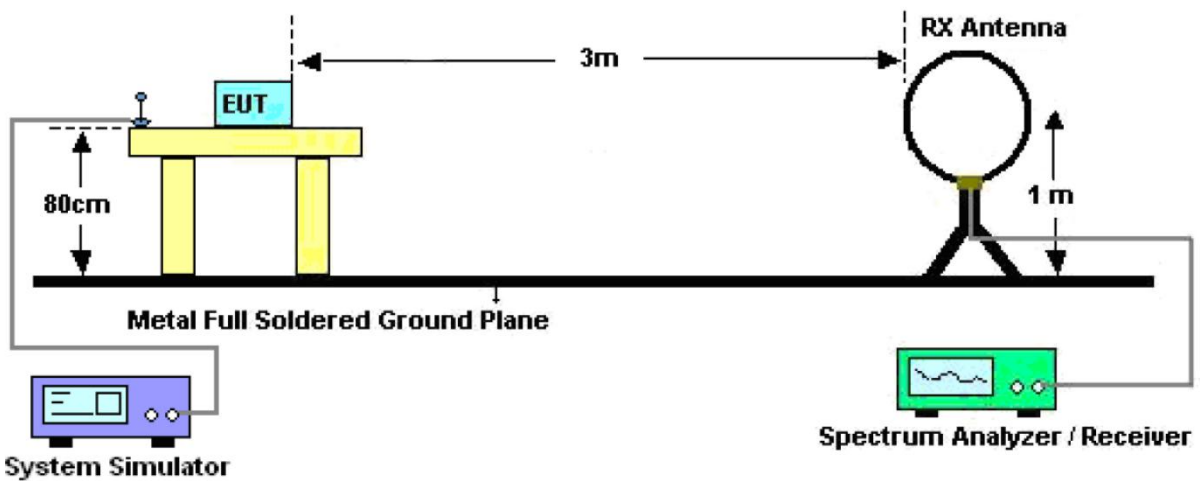 RX Antenna
3m
EUT
80cm
1 m
Metal Full Soldered Ground Plane
Spectrum Analyzer / Receiver
System Simulator